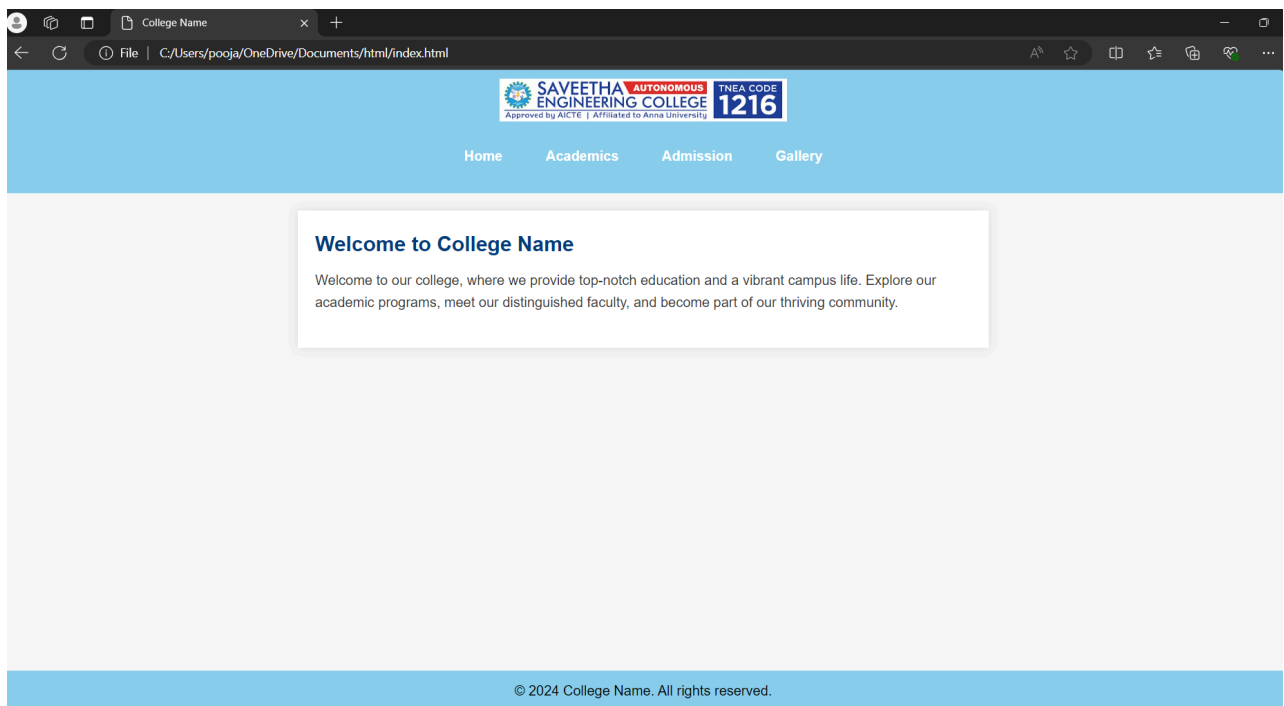 College Name
File | C:/Users/pooja/OneDrive/Documents/html/index.html
SAVEETHA AUTONOMOUS
ENGINEERING COLLEGE
Approved by AICTE | Affiliated to Anna University
TNEA CODE
1216
Home Academics Admission Gallery
Welcome to College Name
Welcome to our college, where we provide top-notch education and a vibrant campus life. Explore our
academic programs, meet our distinguished faculty, and become part of our thriving community.
© 2024 College Name. All rights reserved.